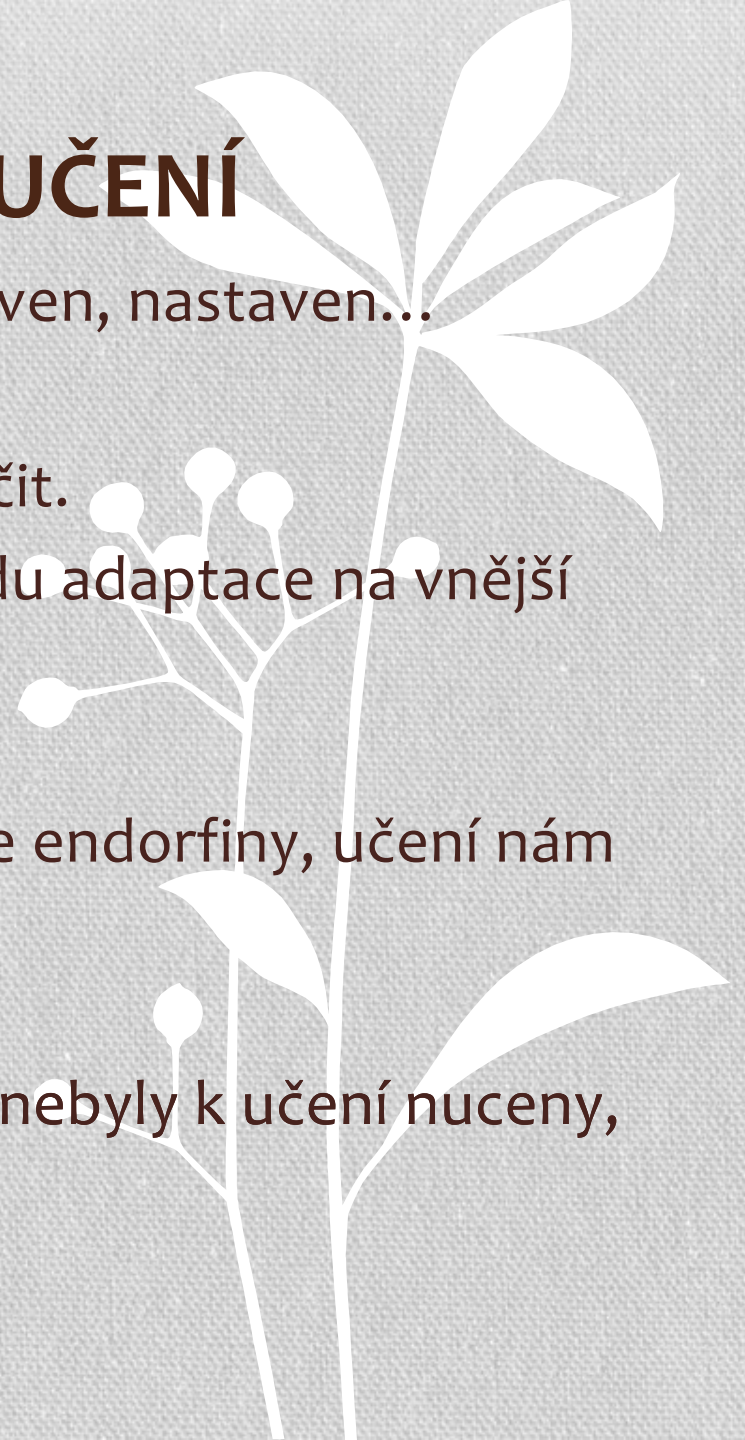 UČENÍ
ven, nastaven…
čit.
du adaptace na vnější
e endorfiny, učení nám
nebyly k učení nuceny,